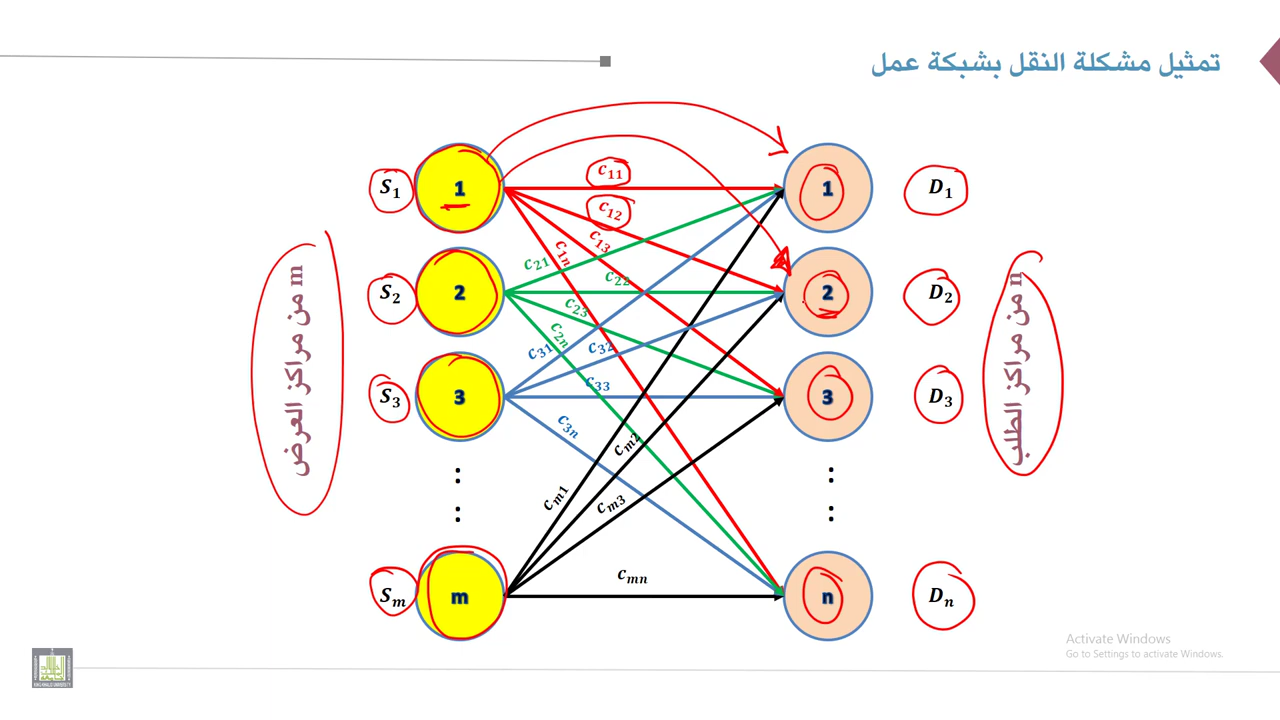 تمثيل مشكلة النقل بشبكة عمل
S₁ 1 c₁₁ 1 D₁
c₁₂
c₁₃
c₁ₙ
c₂₁
S₂ 2 c₂₂ 2 D₂
c₂₃
c₂ₙ
c₃₁
c₃₂
S₃ 3 c₃₃ 3 D₃
c₃ₙ
m من مراكز العرض
n من مراكز الطلب
cₘ₂
cₘ₁
cₘ₃
Sₘ m cₘₙ n Dₙ
Activate Windows
Go to Settings to activate Windows.